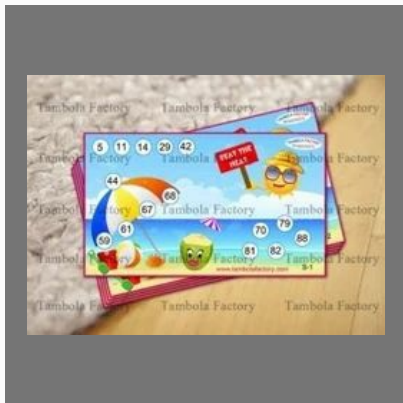 Tambola Factory Tambola Factory Tambola Factory
5 11 14 29 42
BEAT THE
HEAT
Tambola Factory Tambola Factory Tambola Factory
44
68
67
Tambola Factory Tambola Factory Tambola Factory
79
70
61
59
88
81 82
Tambola Factory Tambola Factory Tambola Factory
www.tambolafactory.com
S-1
Tambola Factory Tambola Factory Tambola Factory